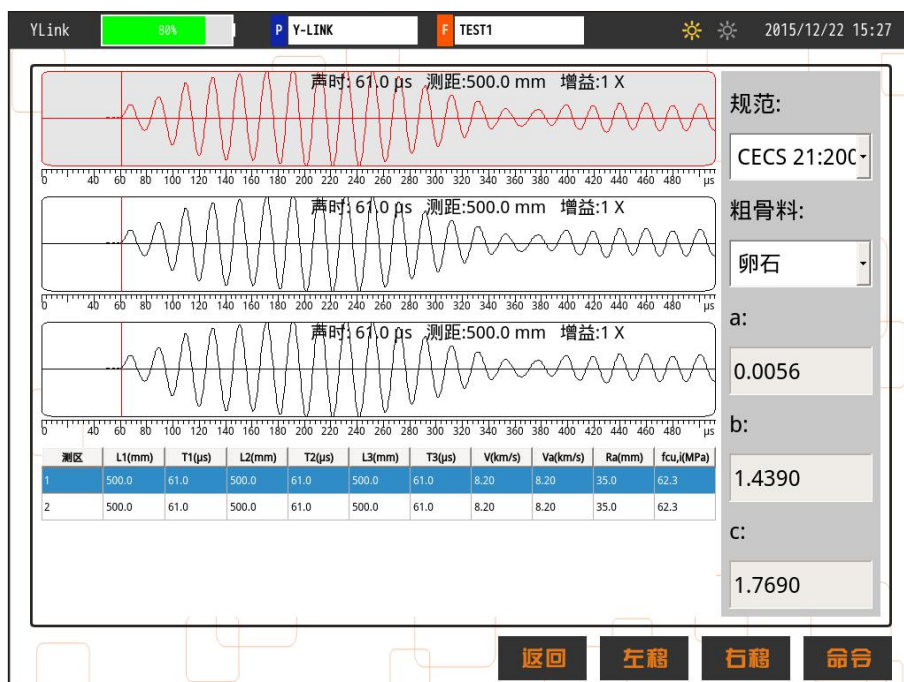 YLink 80% P Y-LINK F TEST1 2015/12/22 15:27
声时: 61.0 μs 测距:500.0 mm 增益:1 X
0 40 60 80 100 120 140 160 180 200 220 240 260 280 300 320 340 360 380 400 420 440 460 480 μs
声时: 61.0 μs 测距:500.0 mm 增益:1 X
0 40 60 80 100 120 140 160 180 200 220 240 260 280 300 320 340 360 380 400 420 440 460 480 μs
声时: 61.0 μs 测距:500.0 mm 增益:1 X
0 40 60 80 100 120 140 160 180 200 220 240 260 280 300 320 340 360 380 400 420 440 460 480 μs
测区 L1(mm) T1(μs) L2(mm) T2(μs) L3(mm) T3(μs) V(km/s) Va(km/s) Ra(mm) fcu,i(MPa)
1 500.0 61.0 500.0 61.0 500.0 61.0 8.20 8.20 35.0 62.3
2 500.0 61.0 500.0 61.0 500.0 61.0 8.20 8.20 35.0 62.3
规范:
CECS 21:200
粗骨料:
卵石
a:
0.0056
b:
1.4390
c:
1.7690
返回 左移 右移 命令